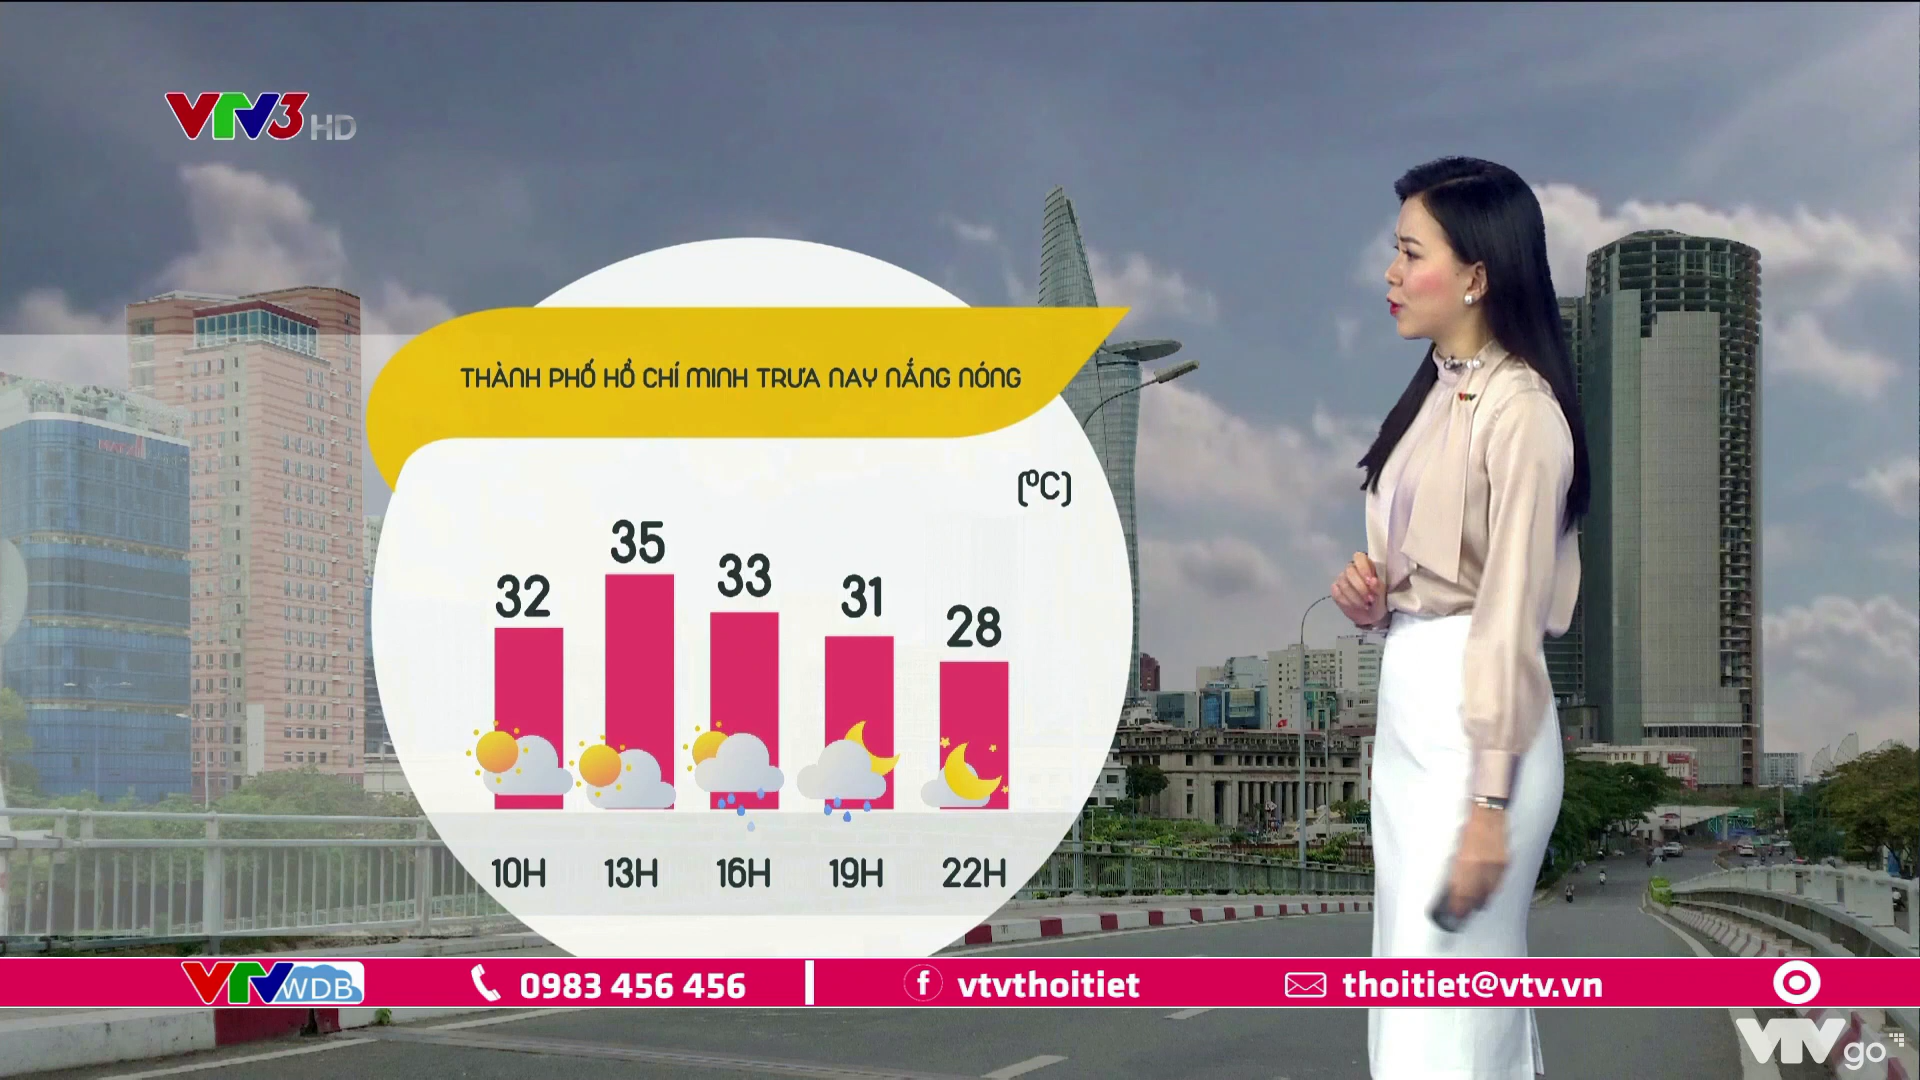 VTV3 HD
THÀNH PHỐ HỒ CHÍ MINH TRƯA NAY NẮNG NÓNG
(ºC)
32 35 33 31 28
10H 13H 16H 19H 22H
VTV WDB 0983 456 456 vtvthoitiet thoitiet@vtv.vn
VTV go
VTV